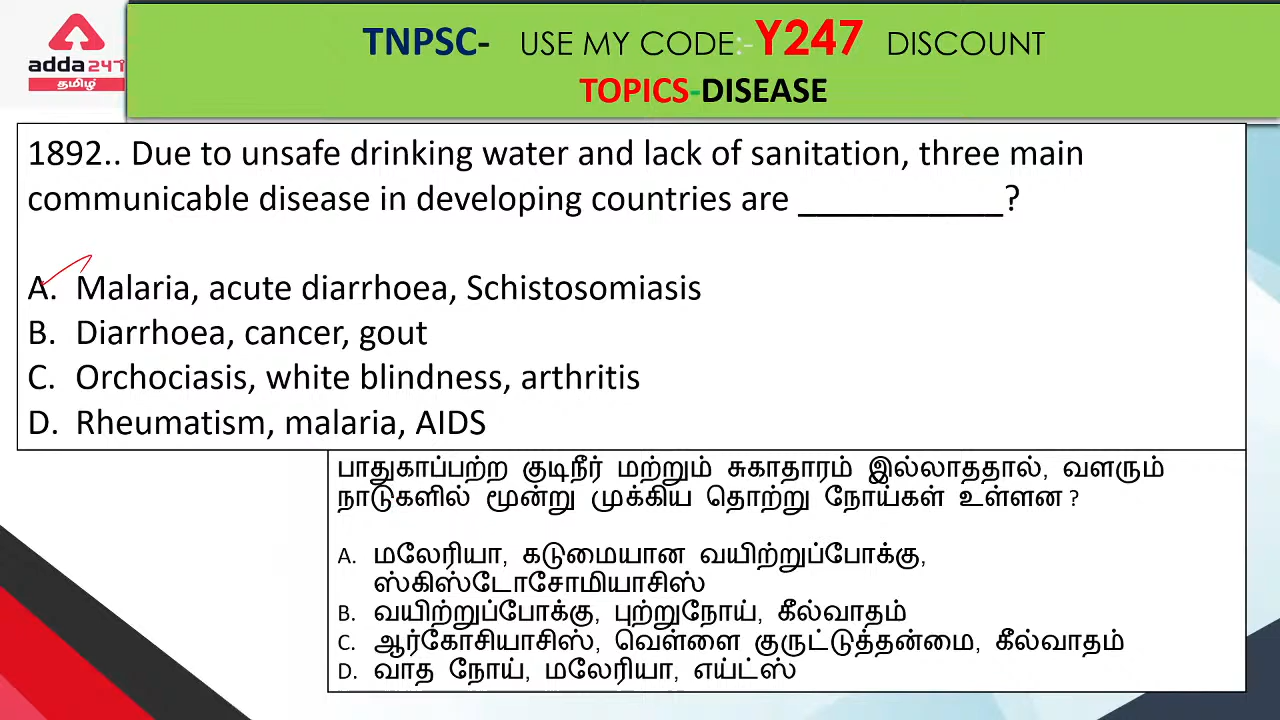 adda247
தமிழ்
TNPSC- USE MY CODE:-Y247 DISCOUNT
TOPICS-DISEASE
1892.. Due to unsafe drinking water and lack of sanitation, three main
communicable disease in developing countries are ___________?
A. Malaria, acute diarrhoea, Schistosomiasis
B. Diarrhoea, cancer, gout
C. Orchociasis, white blindness, arthritis
D. Rheumatism, malaria, AIDS
பாதுகாப்பற்ற குடிநீர் மற்றும் சுகாதாரம் இல்லாததால், வளரும்
நாடுகளில் மூன்று முக்கிய தொற்று நோய்கள் உள்ளன ?
A. மலேரியா, கடுமையான வயிற்றுப்போக்கு,
ஸ்கிஸ்டோசோமியாசிஸ்
B. வயிற்றுப்போக்கு, புற்றுநோய், கீல்வாதம்
C. ஆர்கோசியாசிஸ், வெள்ளை குருட்டுத்தன்மை, கீல்வாதம்
D. வாத நோய், மலேரியா, எய்ட்ஸ்